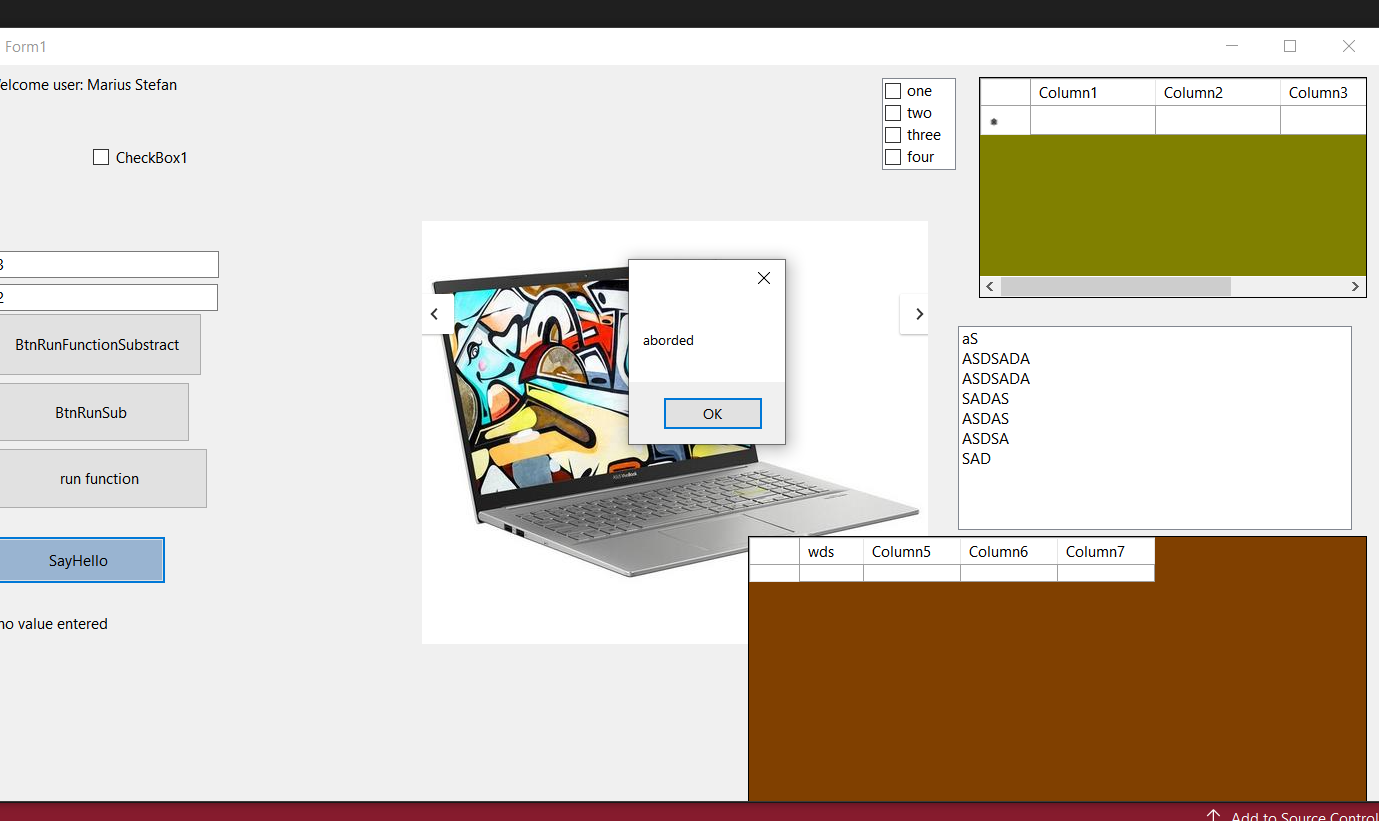 Form1
elcome user: Marius Stefan
CheckBox1
one
two
three
four
Column1 Column2 Column3
3
2
BtnRunFunctionSubstract
BtnRunSub
run function
SayHello
no value entered
aborded
OK
aS
ASDSADA
ASDSADA
SADAS
ASDAS
ASDSA
SAD
wds Column5 Column6 Column7
Add to Source Control